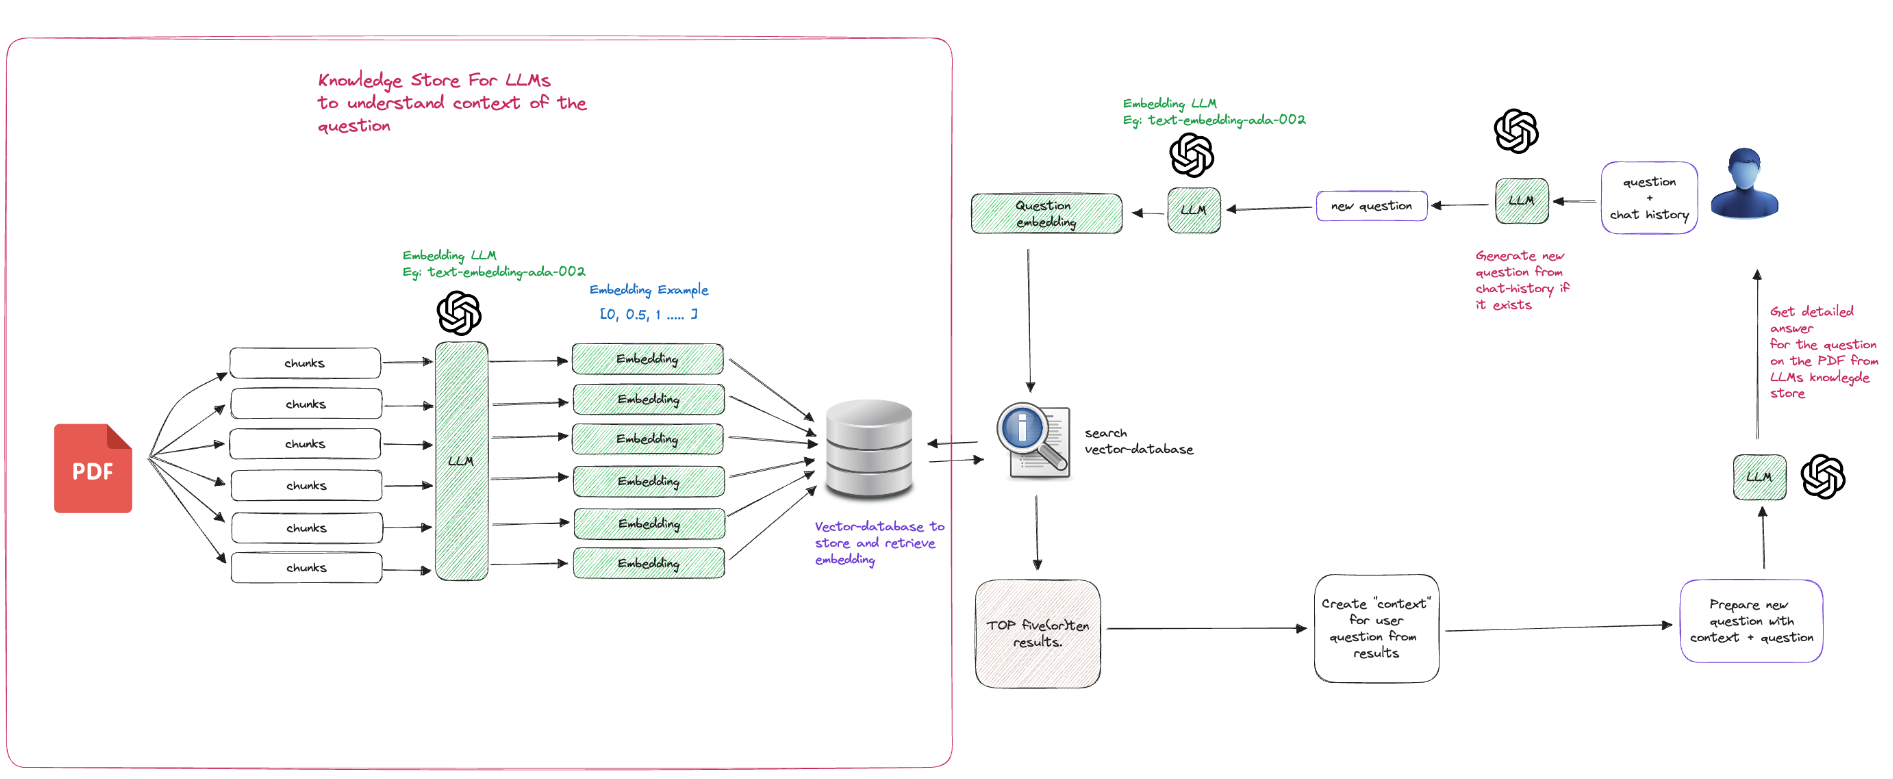 Knowledge Store For LLMs
to understand context of the
question
Embedding LLM
Eg: text-embedding-ada-002
Embedding Example
[0, 0.5, 1 ..... ]
PDF
chunks
chunks
chunks
chunks
chunks
chunks
LLM
Embedding
Embedding
Embedding
Embedding
Embedding
Embedding
Vector-database to
store and retrieve
embedding
Embedding LLM
Eg: text-embedding-ada-002
Question
embedding
LLM
new question
LLM
question
+
chat history
Generate new
question from
chat-history if
it exists
Get detailed
answer
for the question
on the PDF from
LLMs knowlegde
store
i
search
vector-database
LLM
TOP five(or)ten
results.
Create "context"
for user
question from
results
Prepare new
question with
context + question